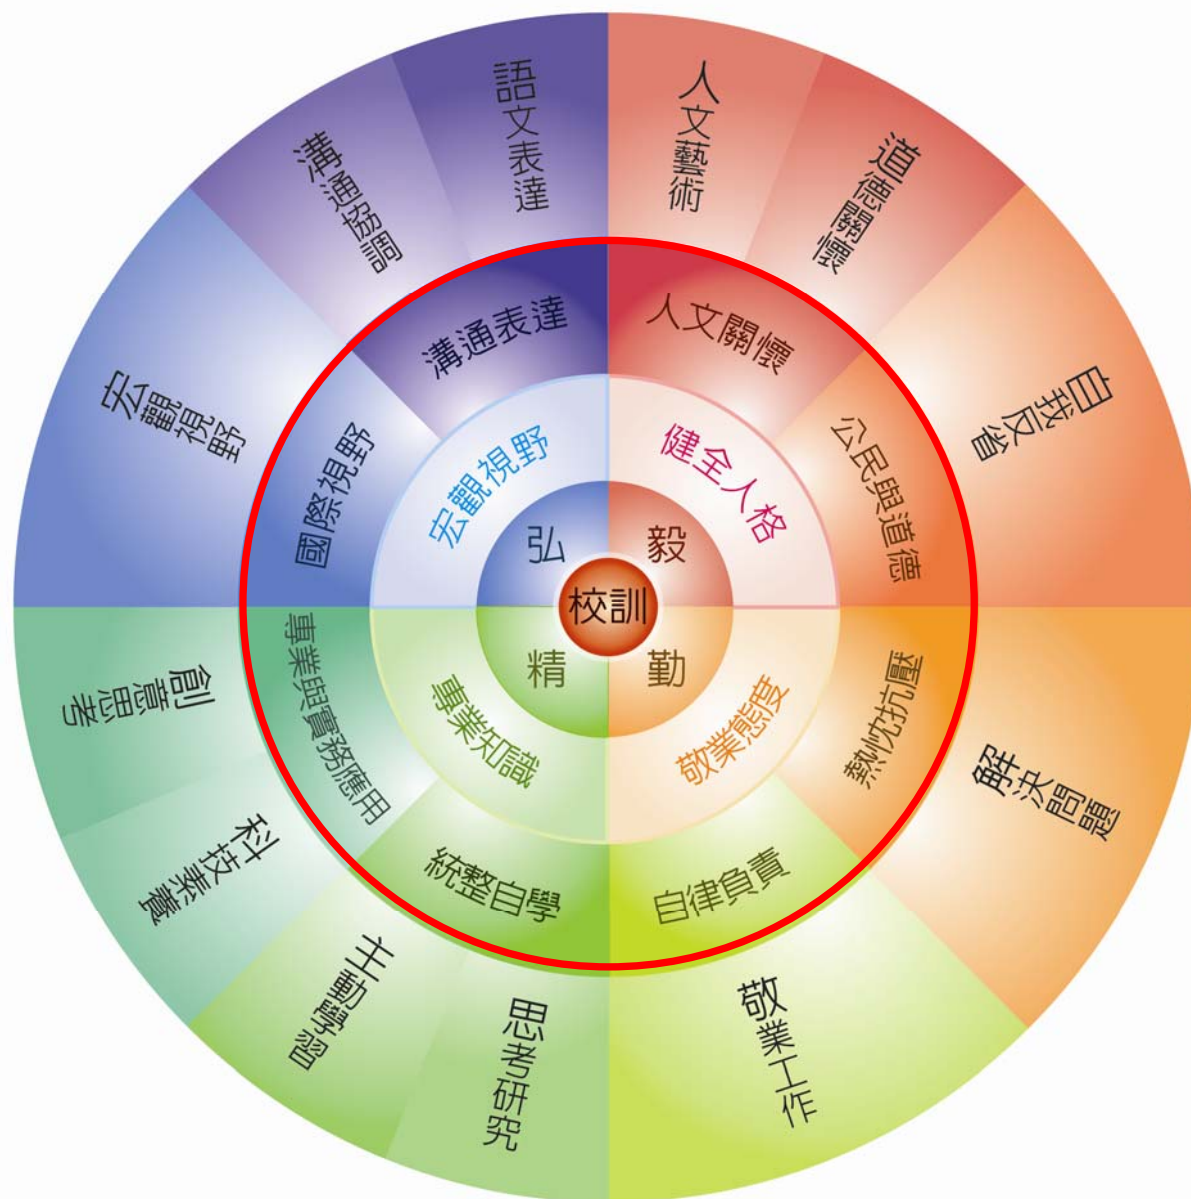 校訓
弘
毅
勤
精
宏觀視野
健全人格
敬業態度
專業知識
溝通表達
人文關懷
公民與道德
熱忱抗壓
自律負責
統整自學
專業與實務應用
國際視野
語文表達
人文藝術
道德關懷
自我反省
解決問題
敬業工作
思考研究
主動學習
科技素養
創意思考
宏觀視野
溝通協調